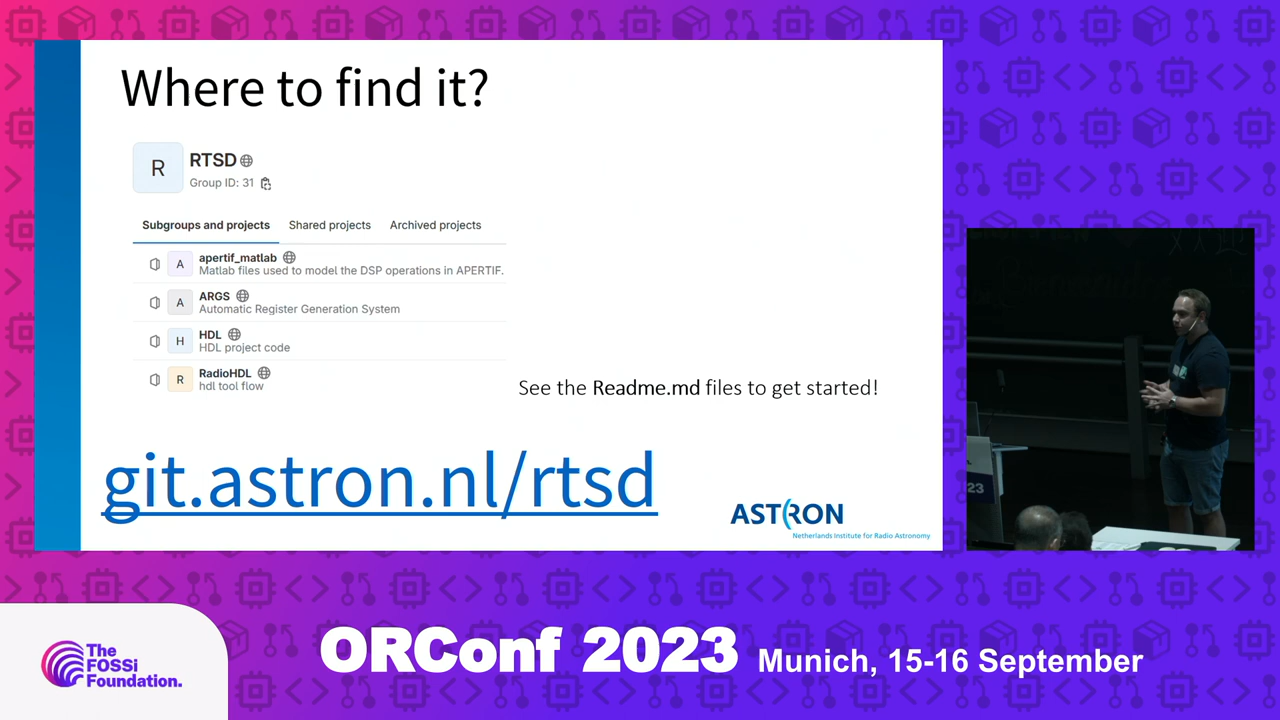 Where to find it?
R
RTSD
Group ID: 31
Subgroups and projects
Shared projects
Archived projects
A
apertif_matlab
Matlab files used to model the DSP operations in APERTIF.
A
ARGS
Automatic Register Generation System
H
HDL
HDL project code
R
RadioHDL
hdl tool flow
See the Readme.md files to get started!
git.astron.nl/rtsd
ASTRON
Netherlands Institute for Radio Astronomy
23
The
FOSSi
Foundation.
ORConf 2023
Munich, 15-16 September